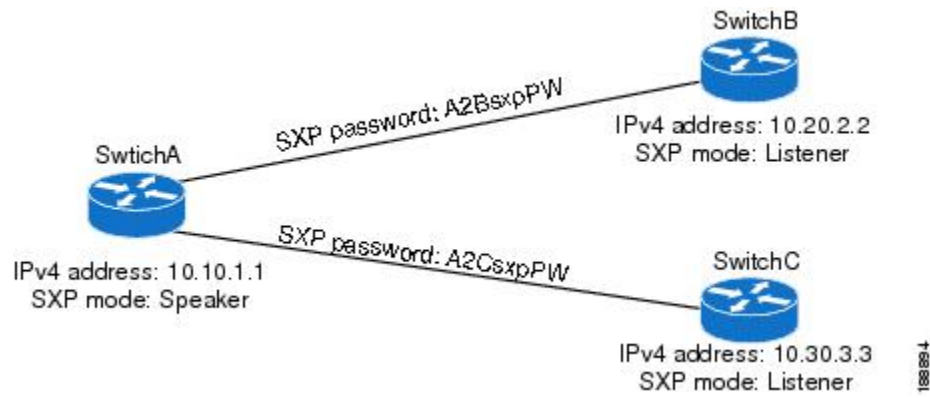 SwitchB
SXP password: A2BsxpPW
IPv4 address: 10.20.2.2
SXP mode: Listener
SwtichA
IPv4 address: 10.10.1.1
SXP mode: Speaker
SXP password: A2CsxpPW
SwitchC
IPv4 address: 10.30.3.3
SXP mode: Listener
188894